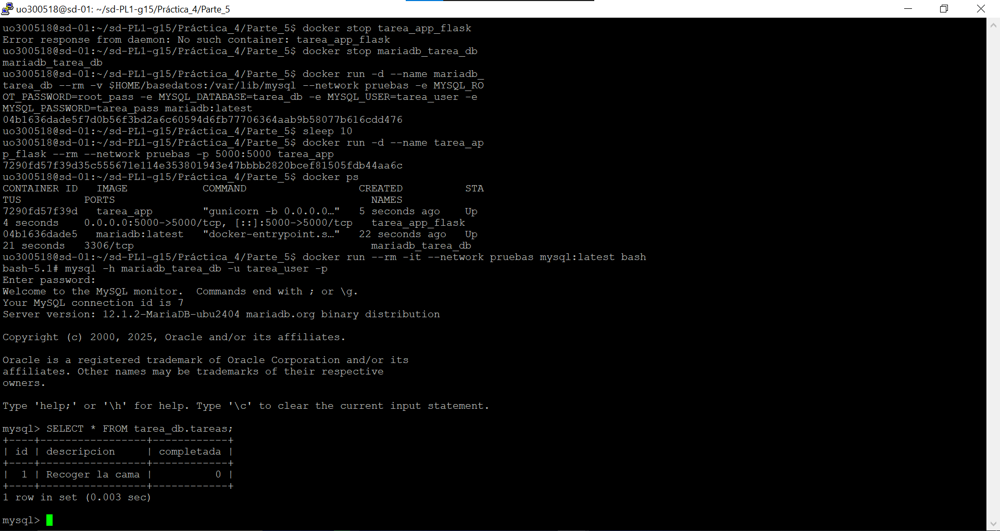 uo300518@sd-01: ~/sd-PL1-g15/Práctica_4/Parte_5
uo300518@sd-01:~/sd-PL1-g15/Práctica_4/Parte_5$ docker stop tarea_app_flask
Error response from daemon: No such container: tarea_app_flask
uo300518@sd-01:~/sd-PL1-g15/Práctica_4/Parte_5$ docker stop mariadb_tarea_db
mariadb_tarea_db
uo300518@sd-01:~/sd-PL1-g15/Práctica_4/Parte_5$ docker run -d --name mariadb_
tarea_db --rm -v $HOME/basedatos:/var/lib/mysql --network pruebas -e MYSQL_RO
OT_PASSWORD=root_pass -e MYSQL_DATABASE=tarea_db -e MYSQL_USER=tarea_user -e
MYSQL_PASSWORD=tarea_pass mariadb:latest
04b1636dade5f7d0b56f3bd2a6c60594d6fb77706364aab9b58077b616cdd476
uo300518@sd-01:~/sd-PL1-g15/Práctica_4/Parte_5$ sleep 10
uo300518@sd-01:~/sd-PL1-g15/Práctica_4/Parte_5$ docker run -d --name tarea_ap
p_flask --rm --network pruebas -p 5000:5000 tarea_app
7290fd57f39d35c555671e114e353801943e47bbbb2820bcef81505fdb44aa6c
uo300518@sd-01:~/sd-PL1-g15/Práctica_4/Parte_5$ docker ps
CONTAINER ID   IMAGE            COMMAND                  CREATED          STA
TUS          PORTS                                         NAMES
7290fd57f39d   tarea_app        "gunicorn -b 0.0.0.0…"   5 seconds ago    Up
4 seconds    0.0.0.0:5000->5000/tcp, [::]:5000->5000/tcp   tarea_app_flask
04b1636dade5   mariadb:latest   "docker-entrypoint.s…"   22 seconds ago   Up
21 seconds   3306/tcp                                      mariadb_tarea_db
uo300518@sd-01:~/sd-PL1-g15/Práctica_4/Parte_5$ docker run --rm -it --network pruebas mysql:latest bash
bash-5.1# mysql -h mariadb_tarea_db -u tarea_user -p
Enter password:
Welcome to the MySQL monitor.  Commands end with ; or \g.
Your MySQL connection id is 7
Server version: 12.1.2-MariaDB-ubu2404 mariadb.org binary distribution
Copyright (c) 2000, 2025, Oracle and/or its affiliates.
Oracle is a registered trademark of Oracle Corporation and/or its
affiliates. Other names may be trademarks of their respective
owners.
Type 'help;' or '\h' for help. Type '\c' to clear the current input statement.
mysql> SELECT * FROM tarea_db.tareas;
+----+-----------------+------------+
| id | descripcion     | completada |
+----+-----------------+------------+
|  1 | Recoger la cama |          0 |
+----+-----------------+------------+
1 row in set (0.003 sec)
mysql>